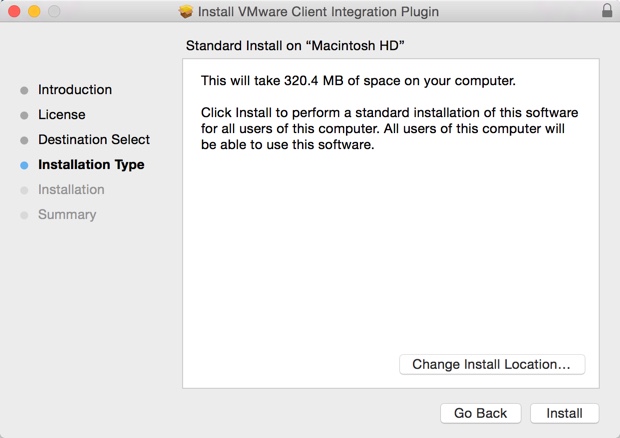 Install VMware Client Integration Plugin
Standard Install on “Macintosh HD”
Introduction
License
Destination Select
Installation Type
Installation
Summary
This will take 320.4 MB of space on your computer.
Click Install to perform a standard installation of this software
for all users of this computer. All users of this computer will
be able to use this software.
Change Install Location...
Go Back
Install